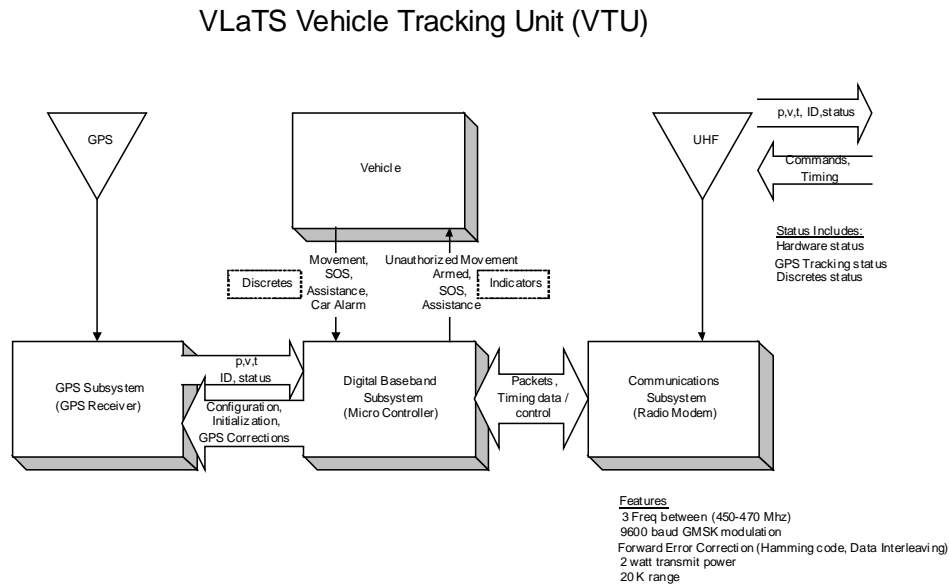 VLaTS Vehicle Tracking Unit (VTU)
GPS
Vehicle
UHF
p,v,t, ID,status
Commands,
Timing
Status Includes:
Hardware status
GPS Tracking status
Discretes status
Discretes
Movement,
SOS,
Assistance,
Car Alarm
Unauthorized Movement
Armed,
SOS,
Assistance
Indicators
GPS Subsystem
(GPS Receiver)
p,v,t
ID, status
Configuration,
Initialization,
GPS Corrections
Digital Baseband
Subsystem
(Micro Controller)
Packets,
Timing data /
control
Communications
Subsystem
(Radio Modem)
Features
3 Freq between (450-470 Mhz)
9600 baud GMSK modulation
Forward Error Correction (Hamming code, Data Interleaving)
2 watt transmit power
20 K range